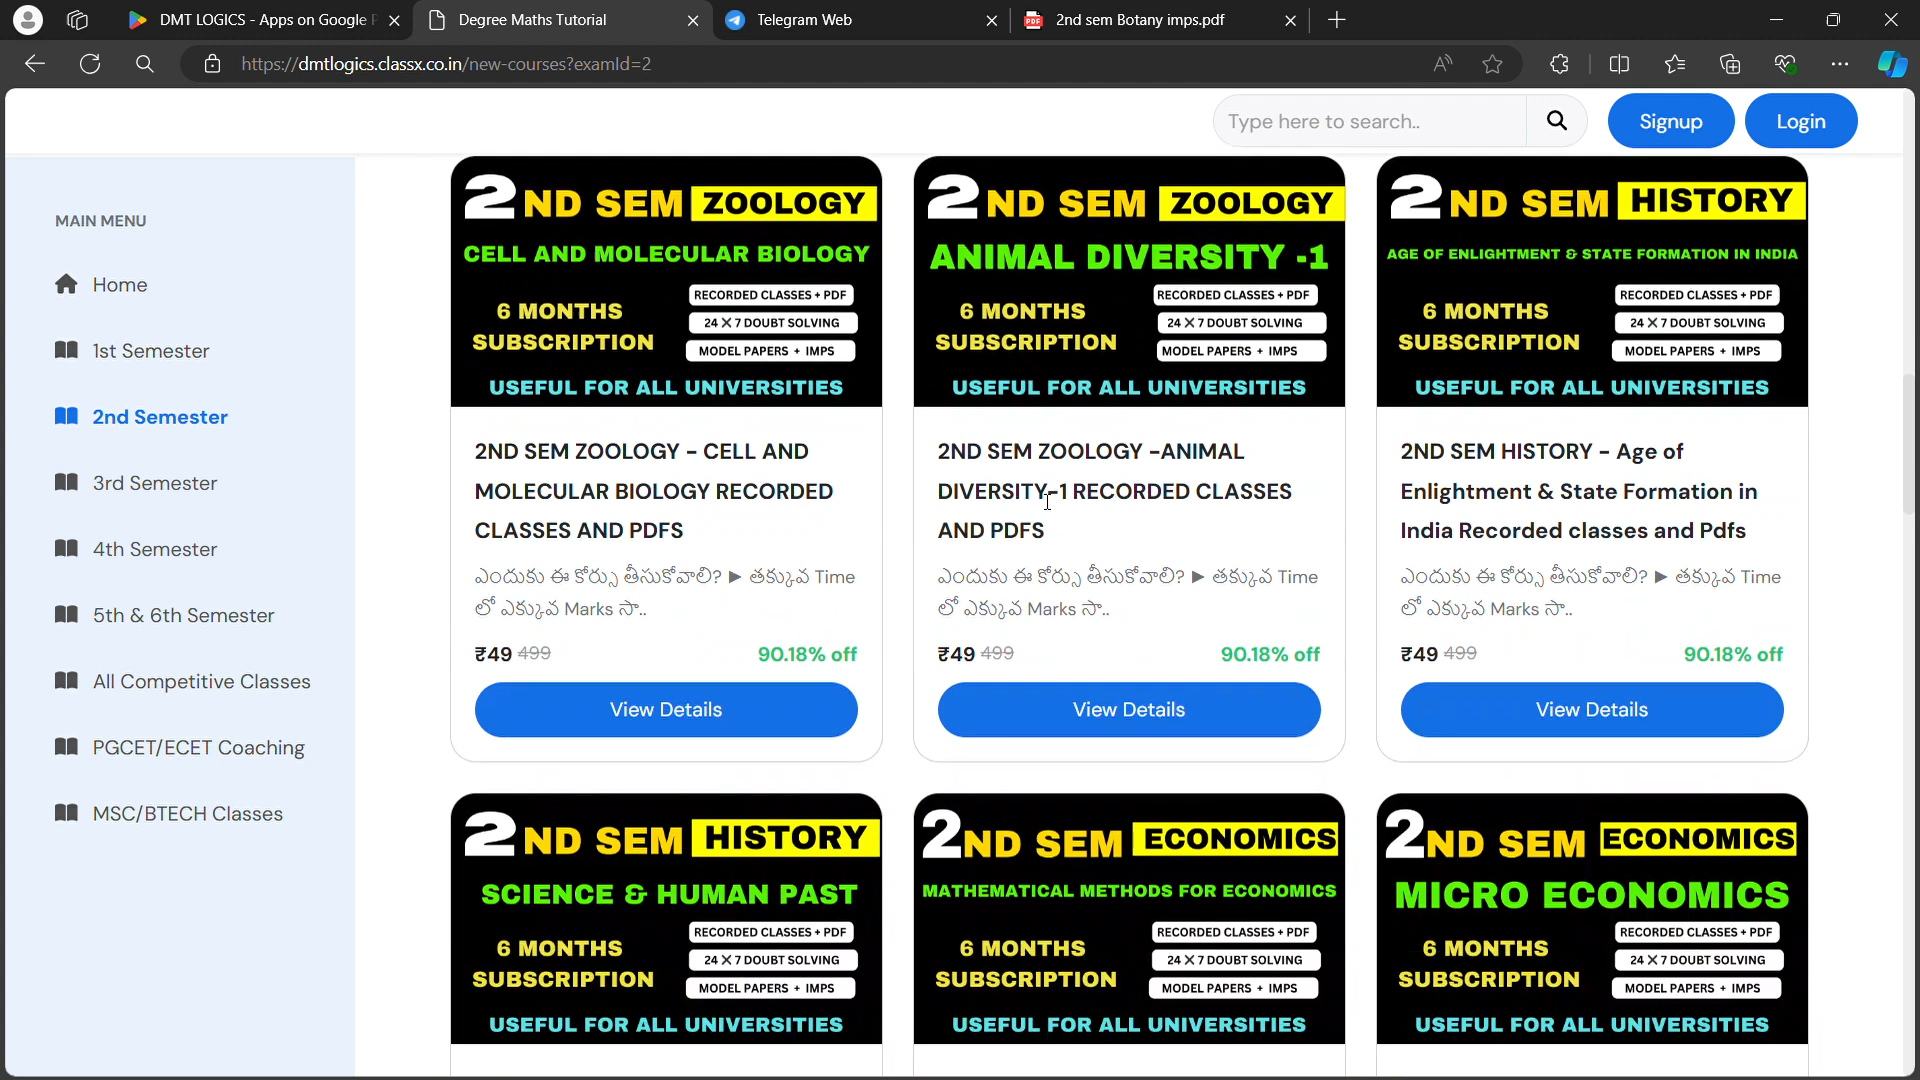 DMT LOGICS - Apps on Google P
Degree Maths Tutorial
Telegram Web
2nd sem Botany imps.pdf
https://dmtlogics.classx.co.in/new-courses?examId=2
Type here to search..
Signup
Login
MAIN MENU
Home
1st Semester
2nd Semester
3rd Semester
4th Semester
5th & 6th Semester
All Competitive Classes
PGCET/ECET Coaching
MSC/BTECH Classes
2ND SEM ZOOLOGY
CELL AND MOLECULAR BIOLOGY
6 MONTHS
SUBSCRIPTION
RECORDED CLASSES + PDF
24 X 7 DOUBT SOLVING
MODEL PAPERS + IMPS
USEFUL FOR ALL UNIVERSITIES
2ND SEM ZOOLOGY - CELL AND
MOLECULAR BIOLOGY RECORDED
CLASSES AND PDFS
ఎందుకు ఈ కోర్సు తీసుకోవాలి? ► తక్కువ Time
లో ఎక్కువ Marks సా..
₹49 499
90.18% off
View Details
2ND SEM ZOOLOGY
ANIMAL DIVERSITY -1
6 MONTHS
SUBSCRIPTION
RECORDED CLASSES + PDF
24 X 7 DOUBT SOLVING
MODEL PAPERS + IMPS
USEFUL FOR ALL UNIVERSITIES
2ND SEM ZOOLOGY -ANIMAL
DIVERSITY-1 RECORDED CLASSES
AND PDFS
ఎందుకు ఈ కోర్సు తీసుకోవాలి? ► తక్కువ Time
లో ఎక్కువ Marks సా..
₹49 499
90.18% off
View Details
2ND SEM HISTORY
AGE OF ENLIGHTMENT & STATE FORMATION IN INDIA
6 MONTHS
SUBSCRIPTION
RECORDED CLASSES + PDF
24 X 7 DOUBT SOLVING
MODEL PAPERS + IMPS
USEFUL FOR ALL UNIVERSITIES
2ND SEM HISTORY - Age of
Enlightment & State Formation in
India Recorded classes and Pdfs
ఎందుకు ఈ కోర్సు తీసుకోవాలి? ► తక్కువ Time
లో ఎక్కువ Marks సా..
₹49 499
90.18% off
View Details
2ND SEM HISTORY
SCIENCE & HUMAN PAST
6 MONTHS
SUBSCRIPTION
RECORDED CLASSES + PDF
24 X 7 DOUBT SOLVING
MODEL PAPERS + IMPS
USEFUL FOR ALL UNIVERSITIES
2ND SEM ECONOMICS
MATHEMATICAL METHODS FOR ECONOMICS
6 MONTHS
SUBSCRIPTION
RECORDED CLASSES + PDF
24 X 7 DOUBT SOLVING
MODEL PAPERS + IMPS
USEFUL FOR ALL UNIVERSITIES
2ND SEM ECONOMICS
MICRO ECONOMICS
6 MONTHS
SUBSCRIPTION
RECORDED CLASSES + PDF
24 X 7 DOUBT SOLVING
MODEL PAPERS + IMPS
USEFUL FOR ALL UNIVERSITIES